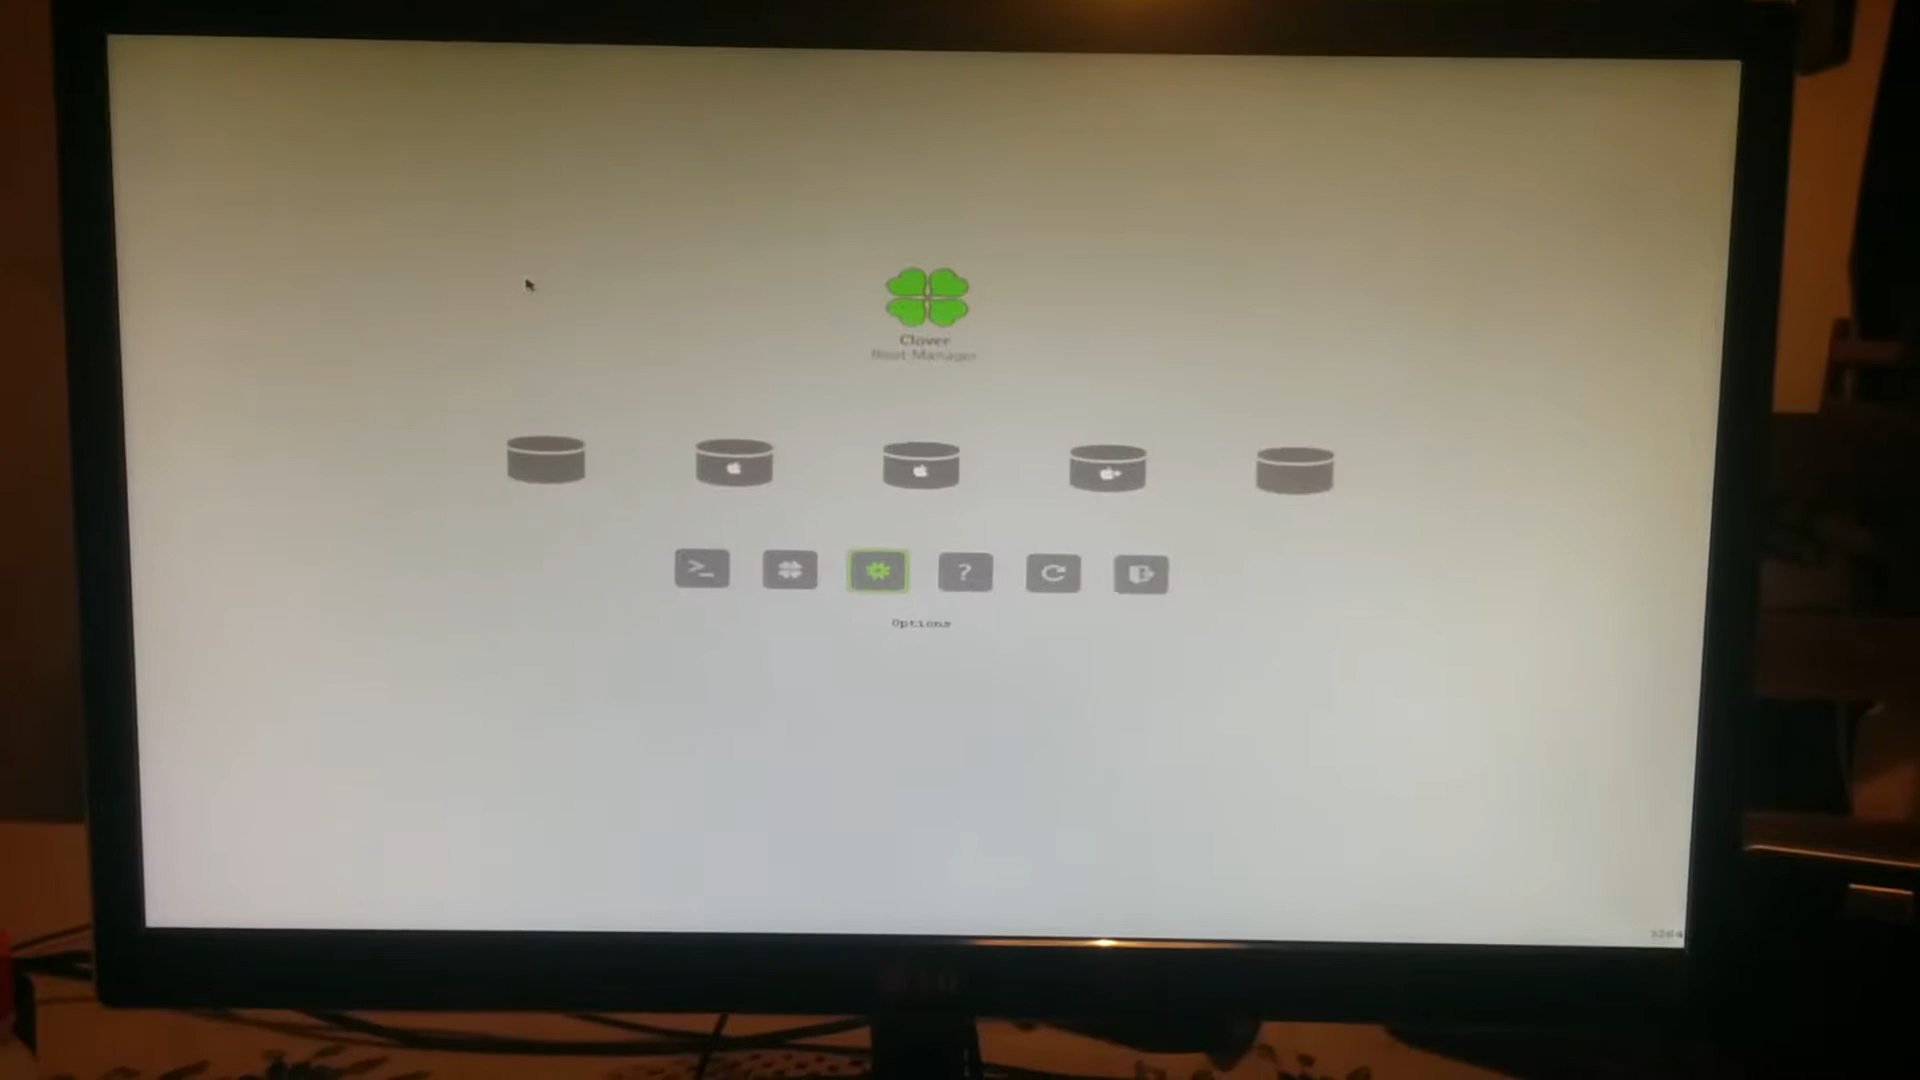 Clover
Boot Manager
>_
?
Options